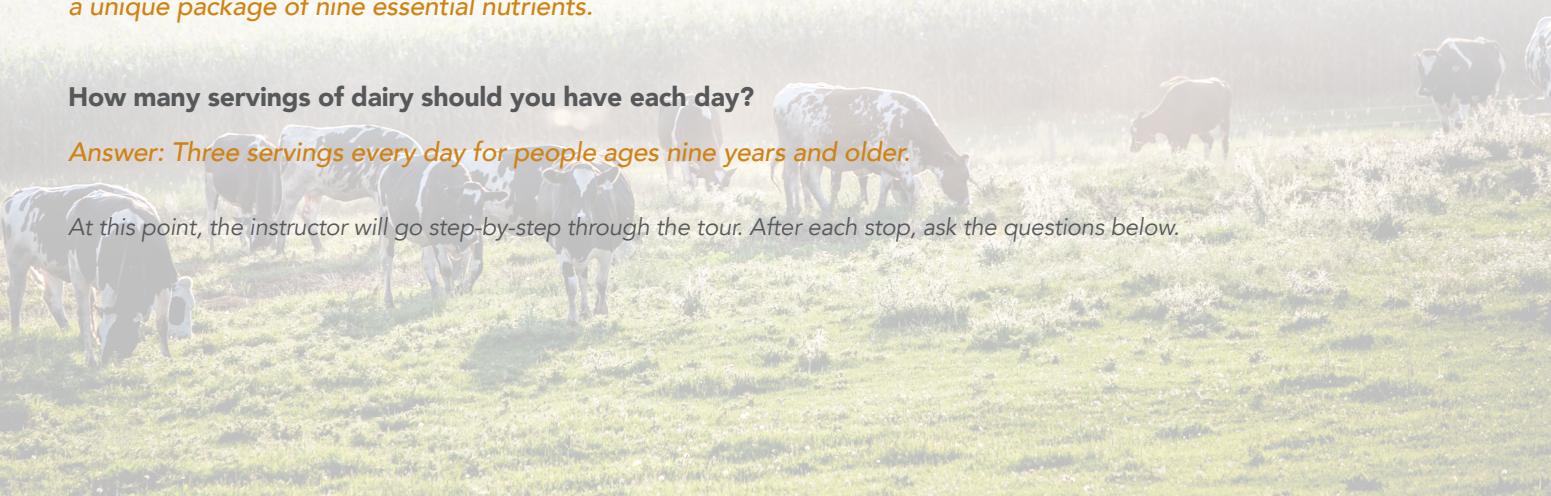 a unique package of nine essential nutrients.
How many servings of dairy should you have each day?
Answer: Three servings every day for people ages nine years and older.
At this point, the instructor will go step-by-step through the tour. After each stop, ask the questions below.